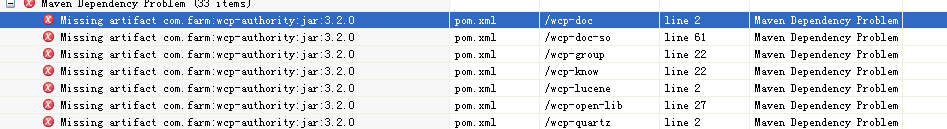 Maven Dependency Problem (33 items)
Missing artifact com.farm:wcp-authority:jar:3.2.0 pom.xml /wcp-doc line 2 Maven Dependency Problem
Missing artifact com.farm:wcp-authority:jar:3.2.0 pom.xml /wcp-doc-so line 61 Maven Dependency Problem
Missing artifact com.farm:wcp-authority:jar:3.2.0 pom.xml /wcp-group line 22 Maven Dependency Problem
Missing artifact com.farm:wcp-authority:jar:3.2.0 pom.xml /wcp-know line 22 Maven Dependency Problem
Missing artifact com.farm:wcp-authority:jar:3.2.0 pom.xml /wcp-lucene line 2 Maven Dependency Problem
Missing artifact com.farm:wcp-authority:jar:3.2.0 pom.xml /wcp-open-lib line 27 Maven Dependency Problem
Missing artifact com.farm:wcp-authority:jar:3.2.0 pom.xml /wcp-quartz line 2 Maven Dependency Problem